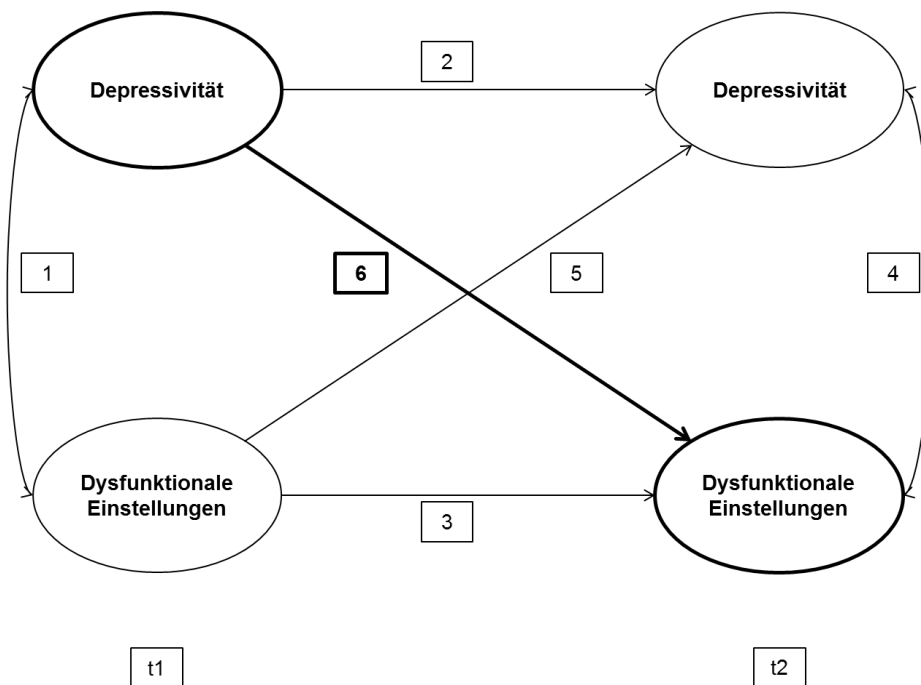 2
Depressivität
Depressivität
1
6
5
4
Dysfunktionale
Einstellungen
Dysfunktionale
Einstellungen
3
t1
t2